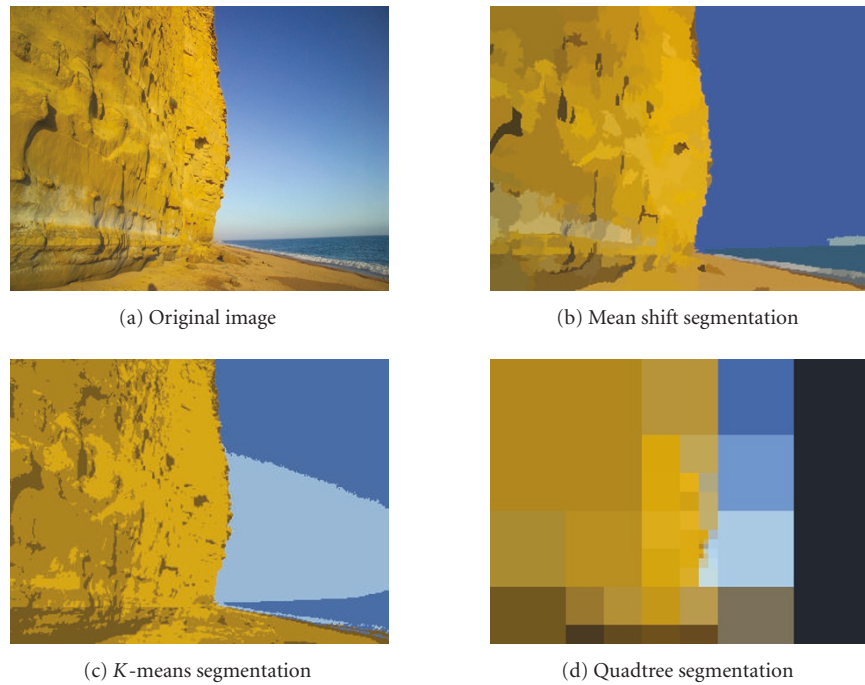 (a) Original image
(b) Mean shift segmentation
(c) K-means segmentation
(d) Quadtree segmentation